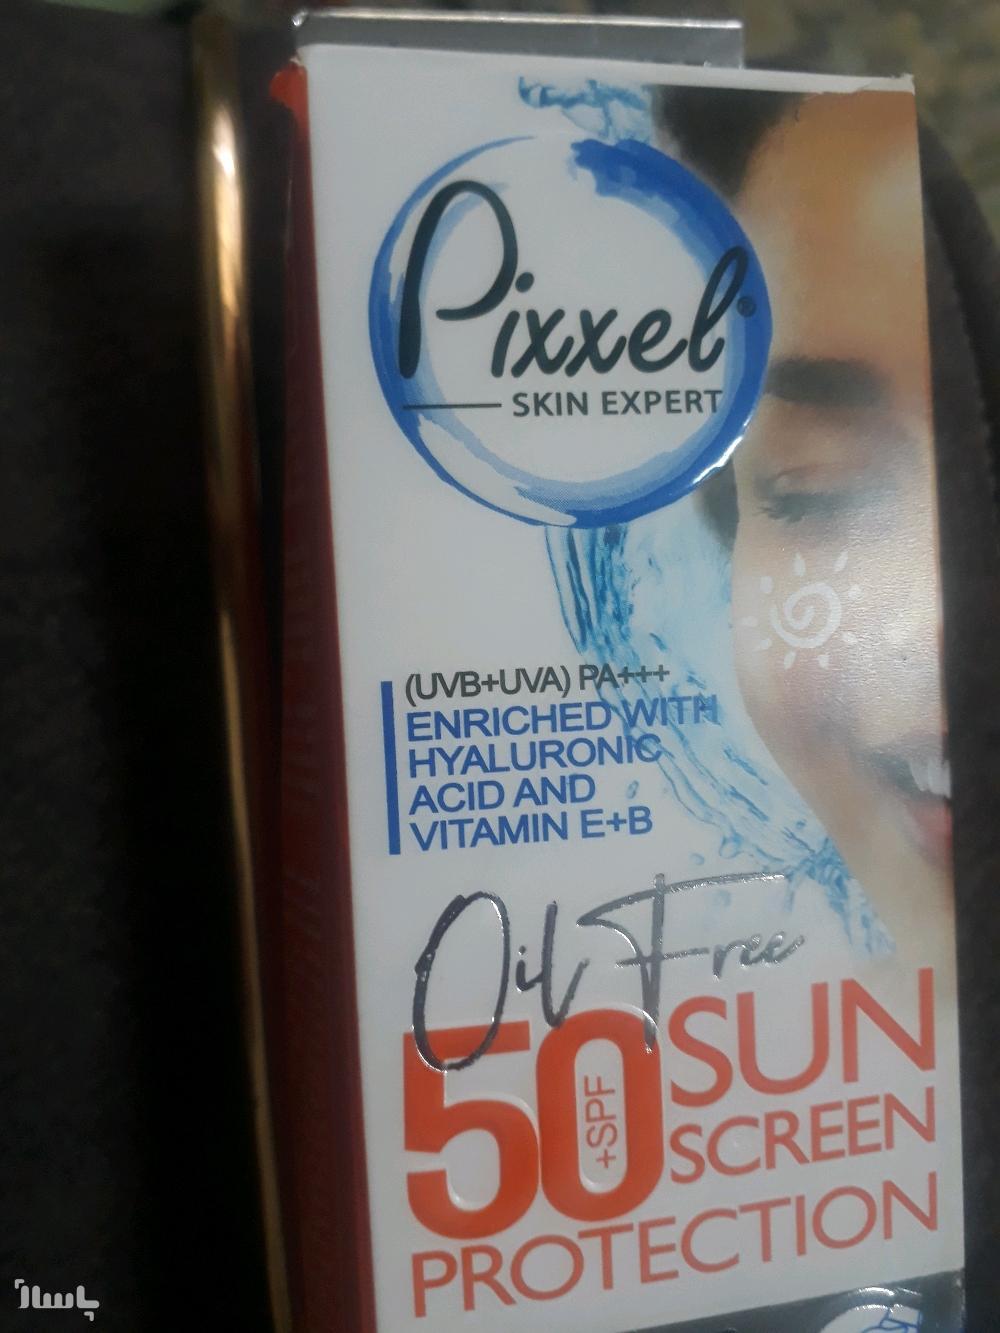 Pixxel®
SKIN EXPERT
(UVB+UVA) PA+++
ENRICHED WITH
HYALURONIC
ACID AND
VITAMIN E+B
Oil Free
50 +SPF SUN
SCREEN
PROTECTION
پاساژ